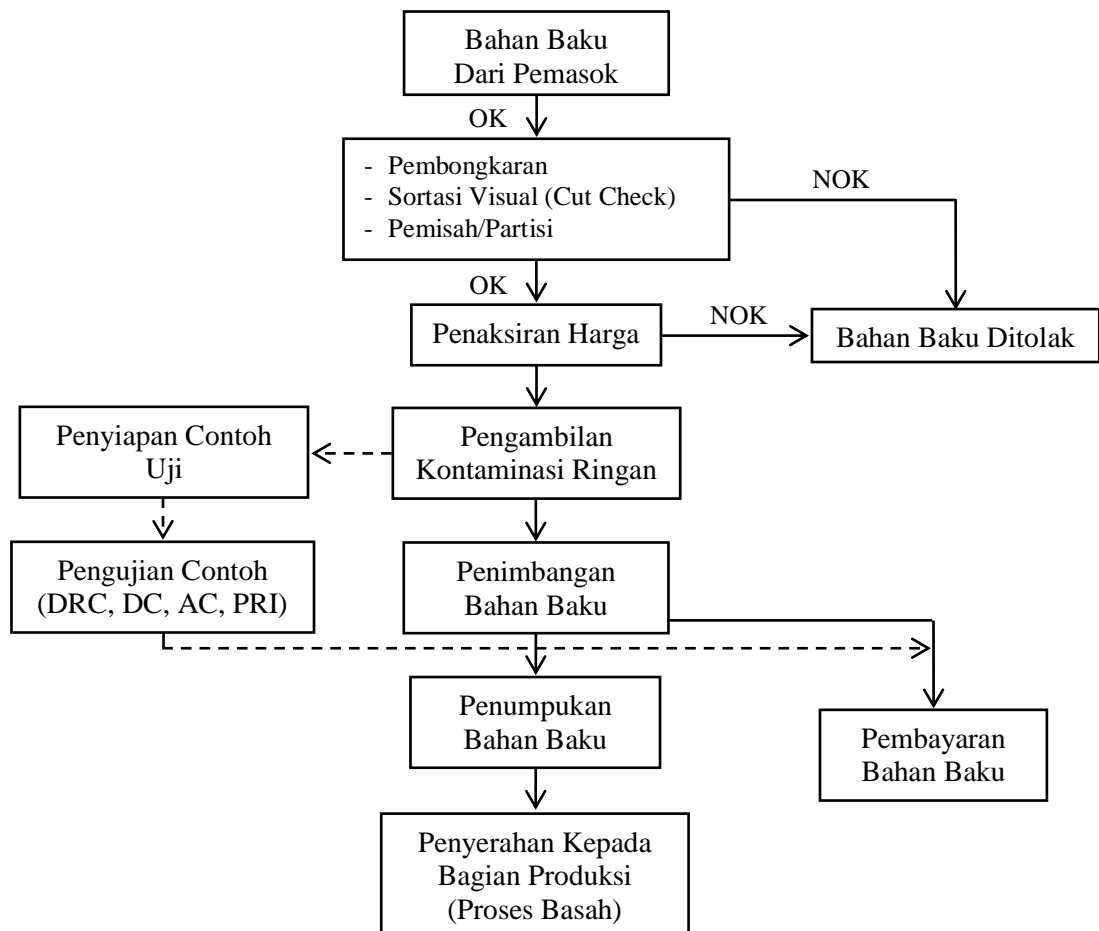 Bahan Baku
Dari Pemasok
OK
- Pembongkaran
- Sortasi Visual (Cut Check)
- Pemisah/Partisi
NOK
OK
Penaksiran Harga
NOK
Bahan Baku Ditolak
Penyiapan Contoh
Uji
Pengambilan
Kontaminasi Ringan
Pengujian Contoh
(DRC, DC, AC, PRI)
Penimbangan
Bahan Baku
Penumpukan
Bahan Baku
Pembayaran
Bahan Baku
Penyerahan Kepada
Bagian Produksi
(Proses Basah)